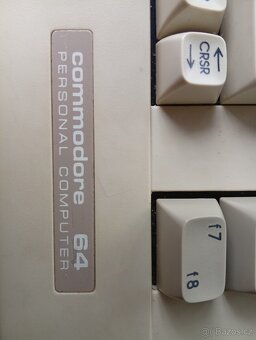 commodore 64
PERSONAL COMPUTER
← CRSR →
f7
f8